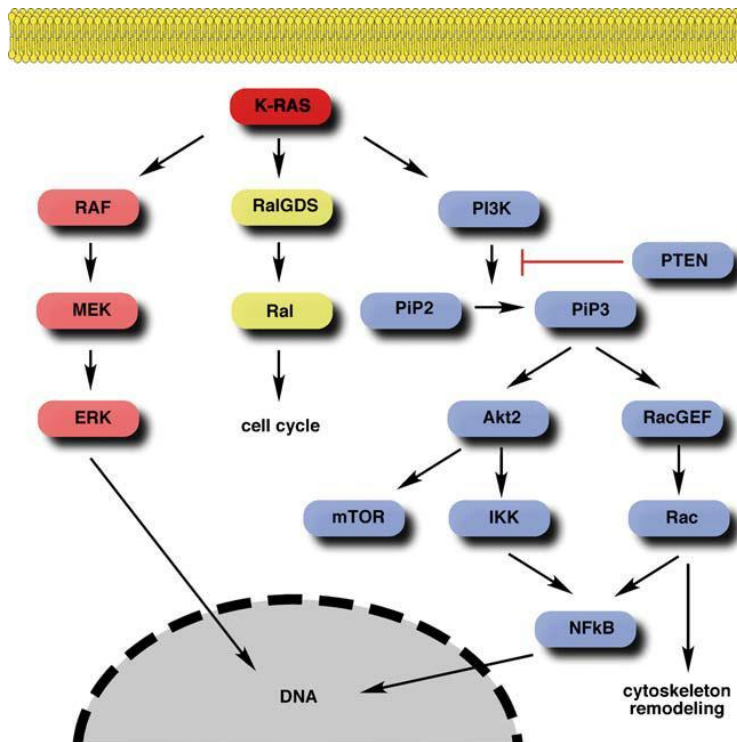 K-RAS
RAF
RalGDS
PI3K
PTEN
MEK
Ral
PiP2
PiP3
ERK
cell cycle
Akt2
RacGEF
mTOR
IKK
Rac
NFkB
DNA
cytoskeleton
remodeling